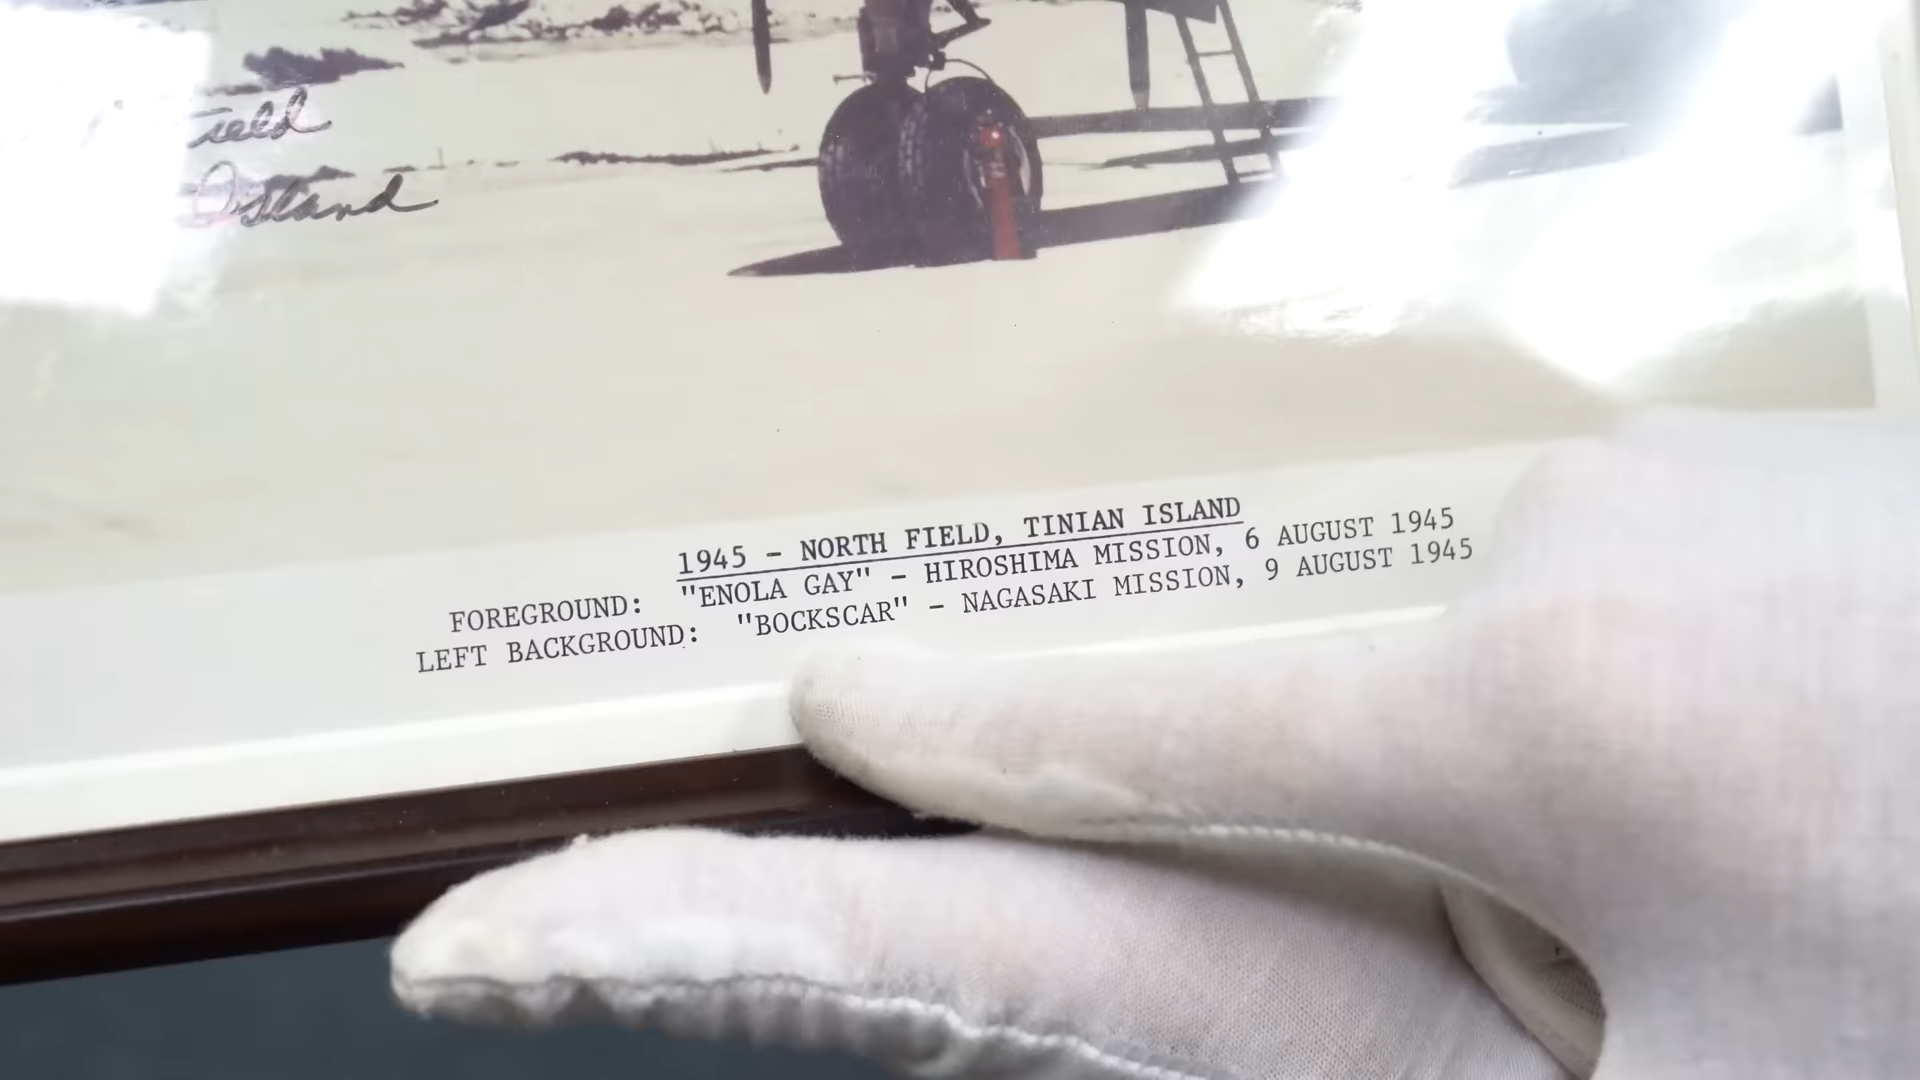 Island
1945 - NORTH FIELD, TINIAN ISLAND
FOREGROUND: "ENOLA GAY" - HIROSHIMA MISSION, 6 AUGUST 1945
LEFT BACKGROUND: "BOCKSCAR" - NAGASAKI MISSION, 9 AUGUST 1945